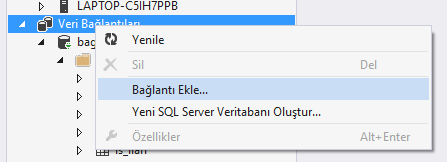 LAPTOP-C5IH7PPB
Veri Bağlantıları
bağ
Yenile
Sil Del
Bağlantı Ekle...
Yeni SQL Server Veritabanı Oluştur...
Özellikler Alt+Enter
is_ilan